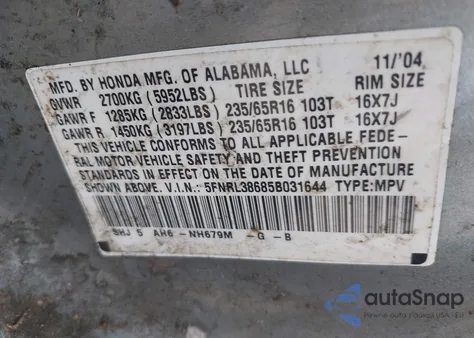 MFD. BY HONDA MFG. OF ALABAMA, LLC 11/'04
GVWR 2700KG (5952LBS) TIRE SIZE RIM SIZE
GAWR F 1285KG (2833LBS) 235/65R16 103T 16X7J
GAWR R 1450KG (3197LBS) 235/65R16 103T 16X7J
THIS VEHICLE CONFORMS TO ALL APPLICABLE FEDE-
RAL MOTOR VEHICLE SAFETY AND THEFT PREVENTION
STANDARDS IN EFFECT ON THE DATE OF MANUFACTURE
SHOWN ABOVE. V.I.N.: 5FNRL38685B031644 TYPE:MPV
SHJ 5 AH6 -NH679M -G -B
autoSnap